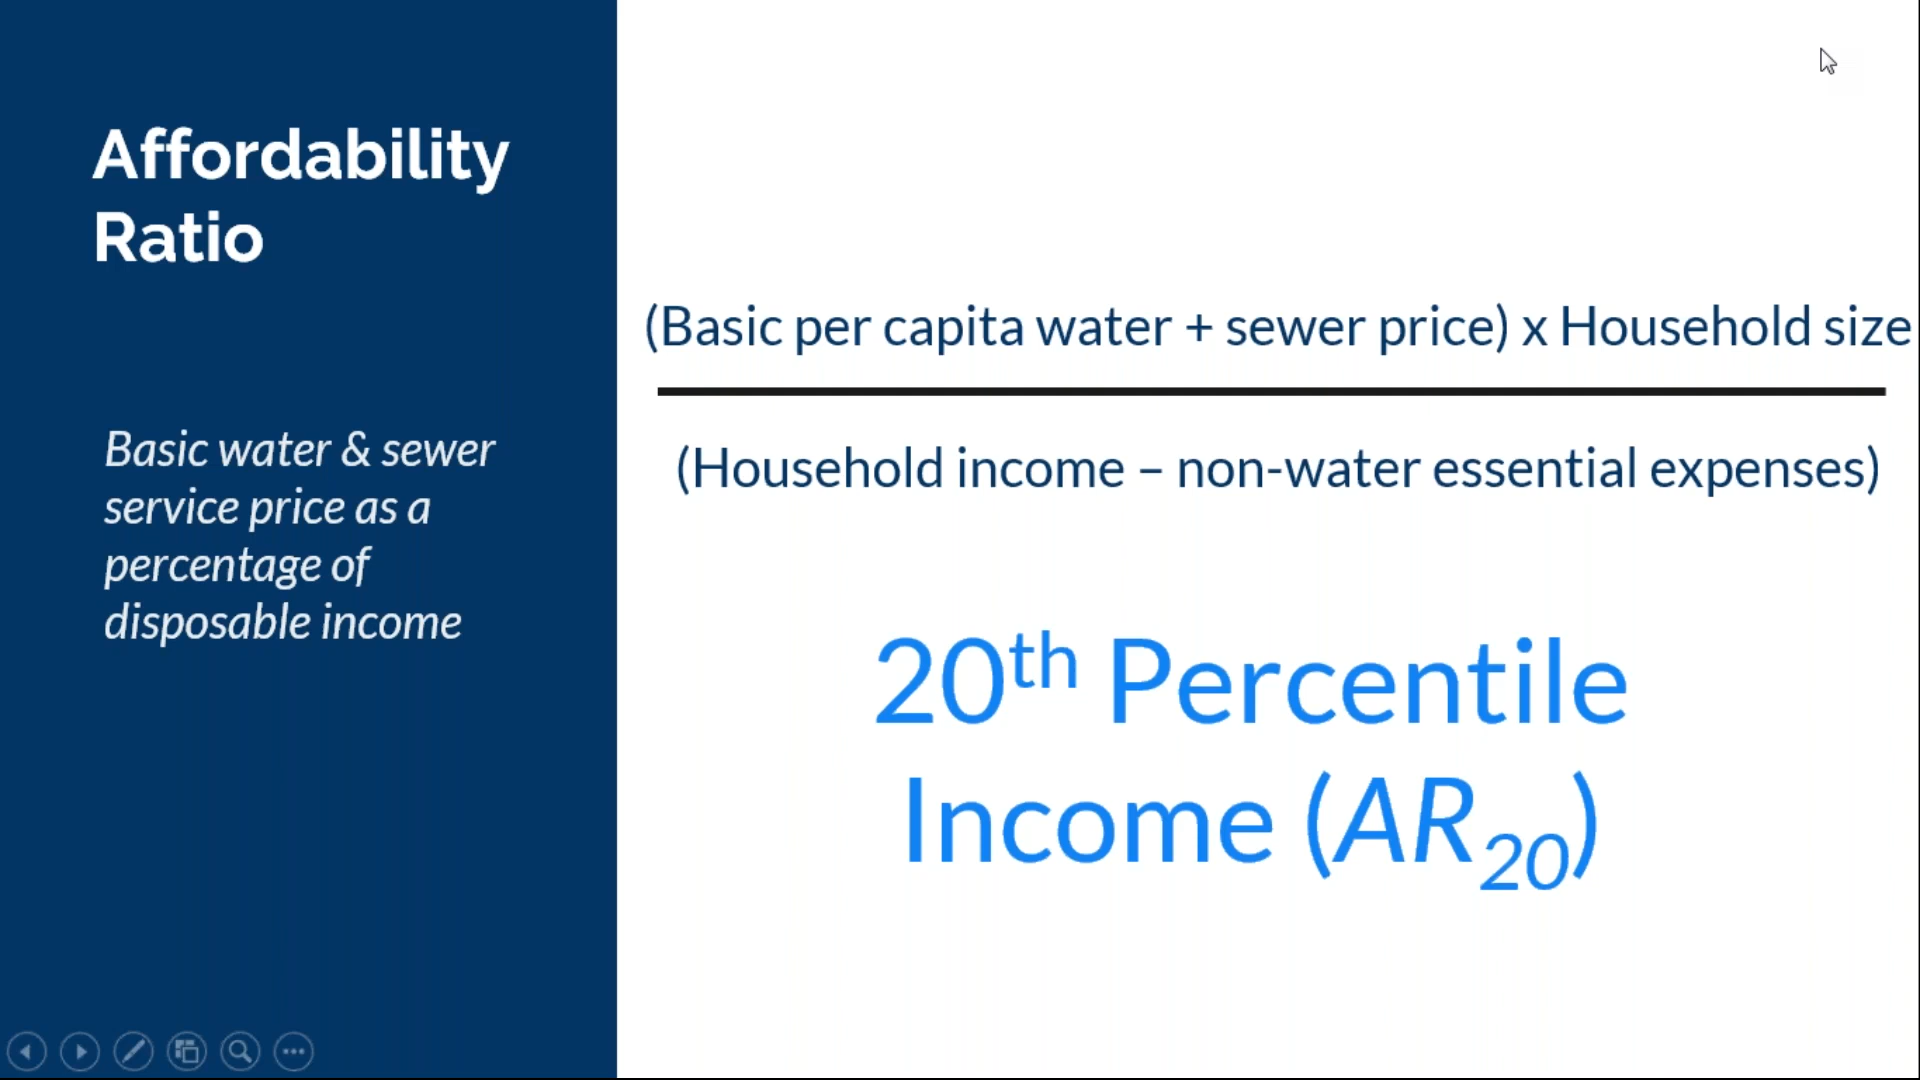 Affordability
Ratio
Basic water & sewer
service price as a
percentage of
disposable income
(Basic per capita water + sewer price) x Household size
(Household income – non-water essential expenses)
20th Percentile
Income (AR20)